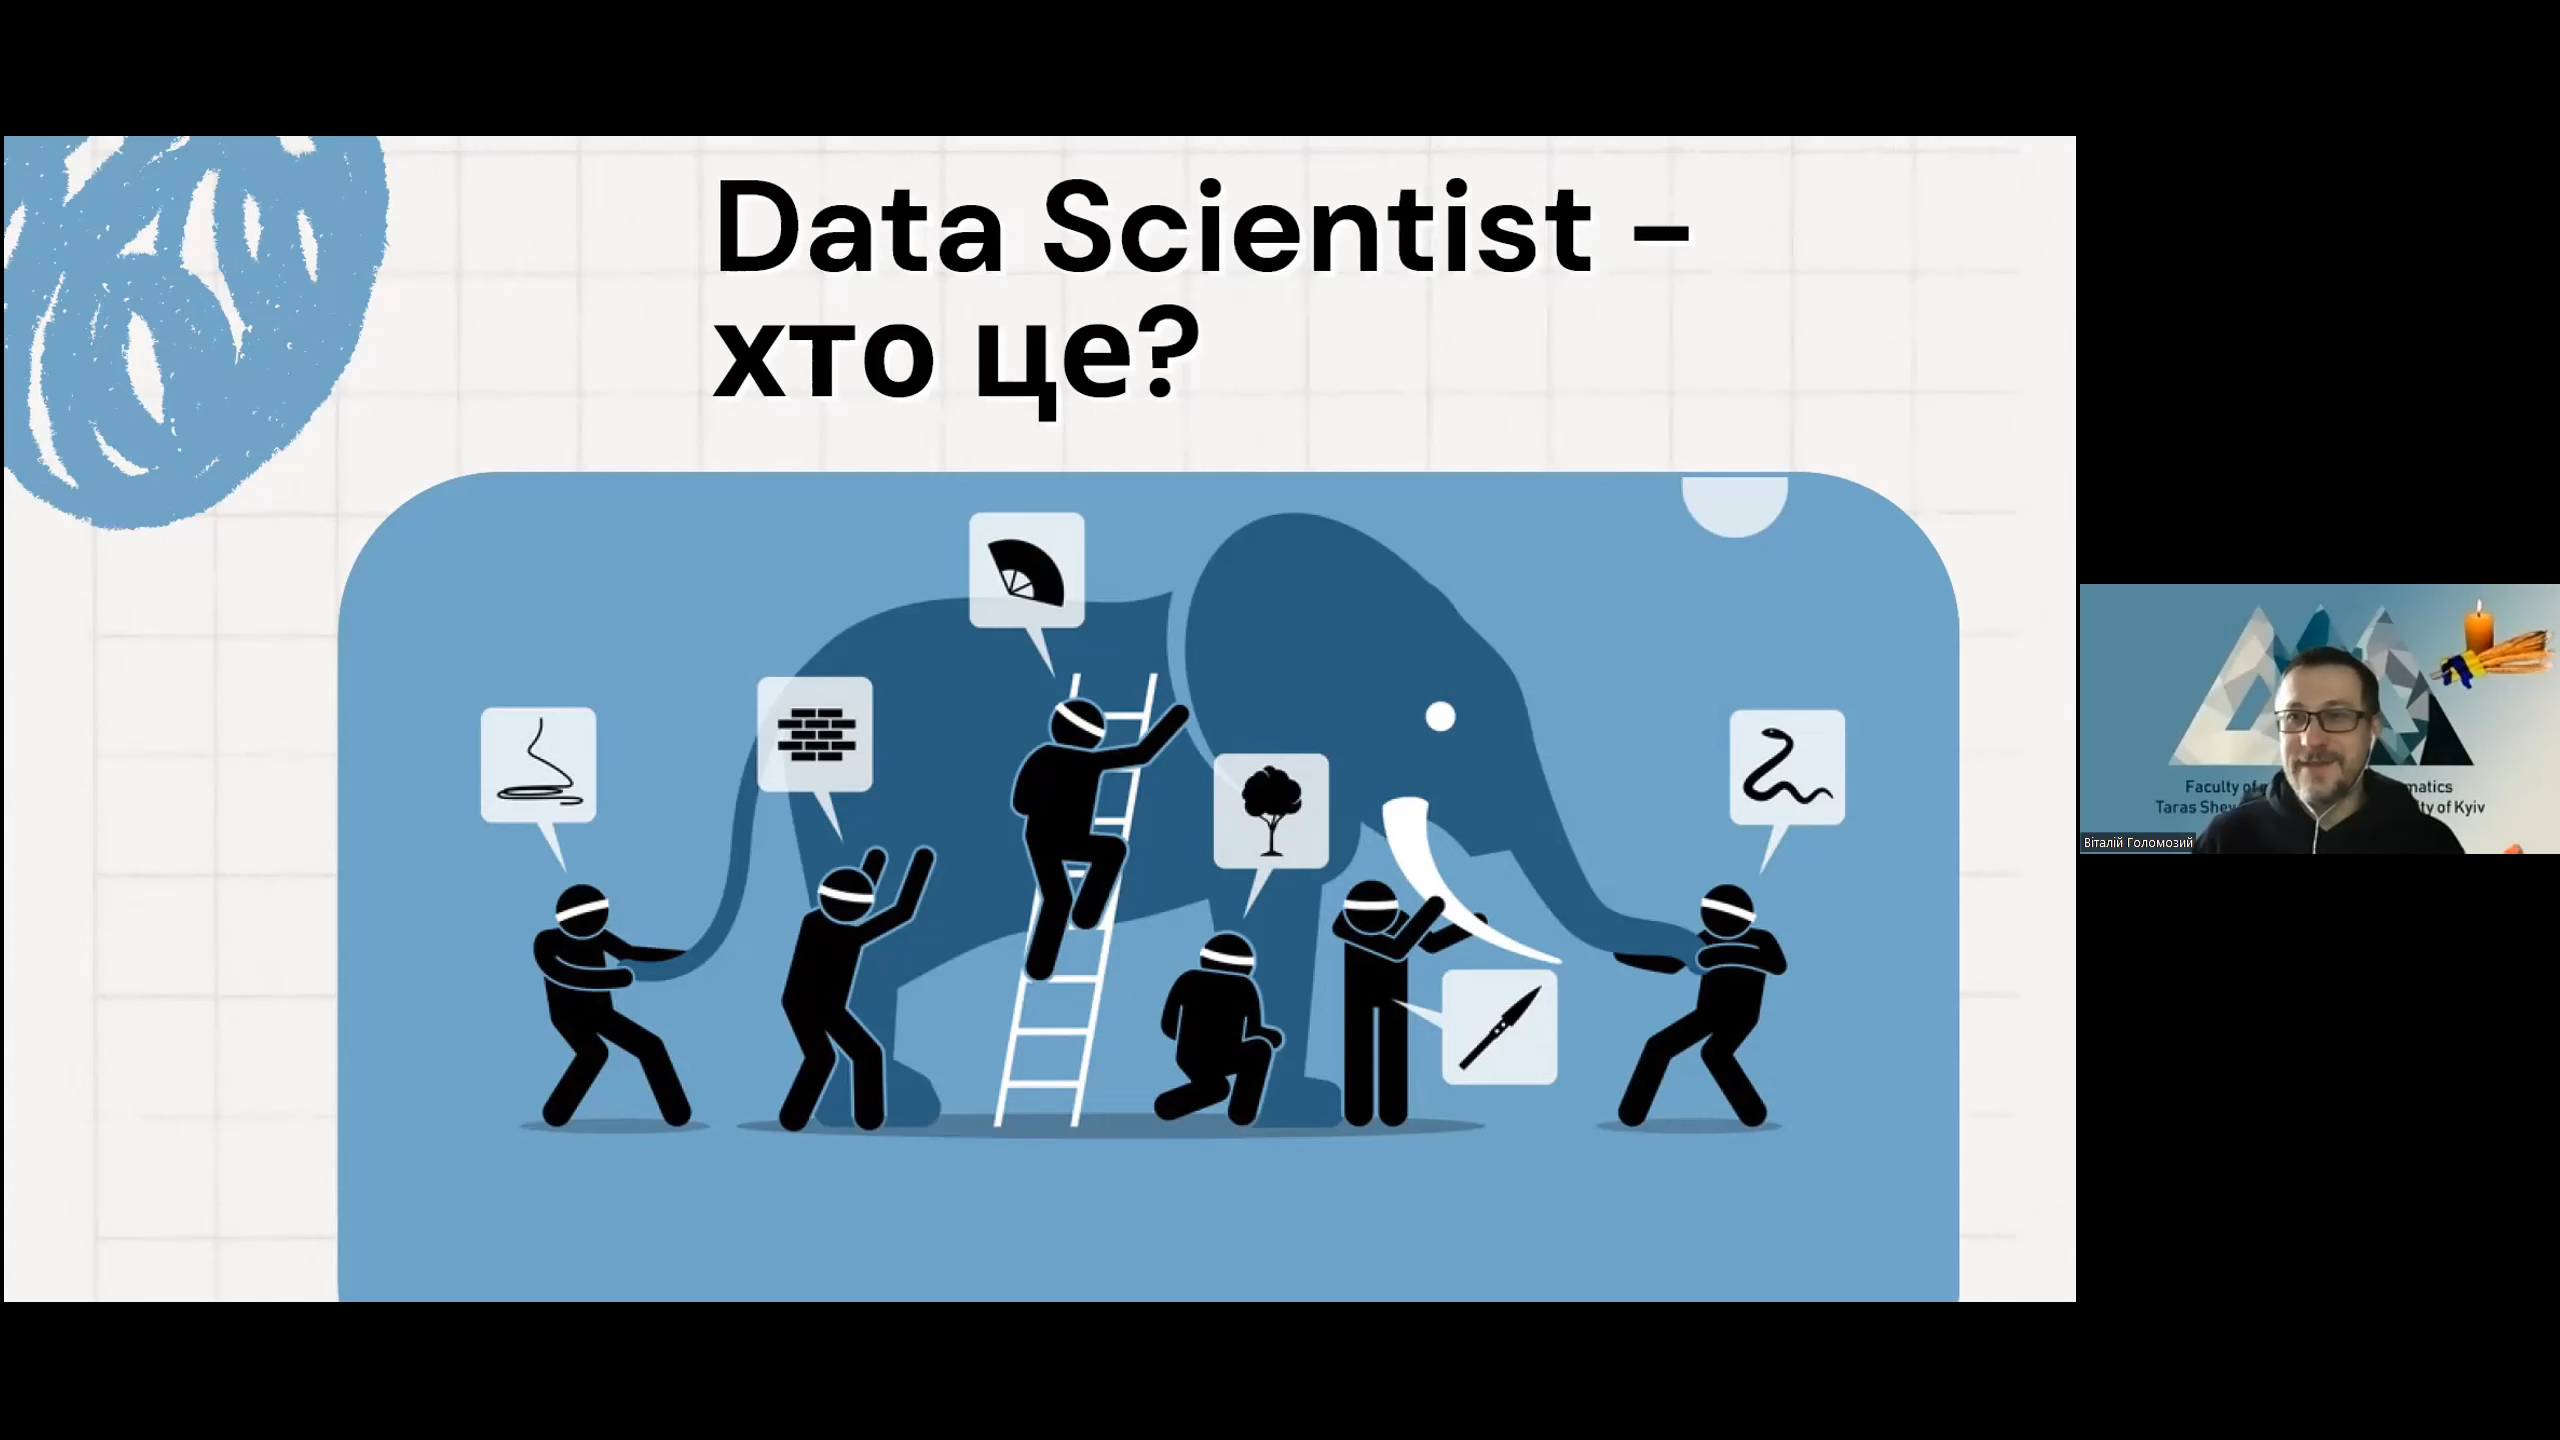 Data Scientist -
хто це?
Faculty of
matics
Taras Shev
ty of Kyiv
Віталій Голомозий